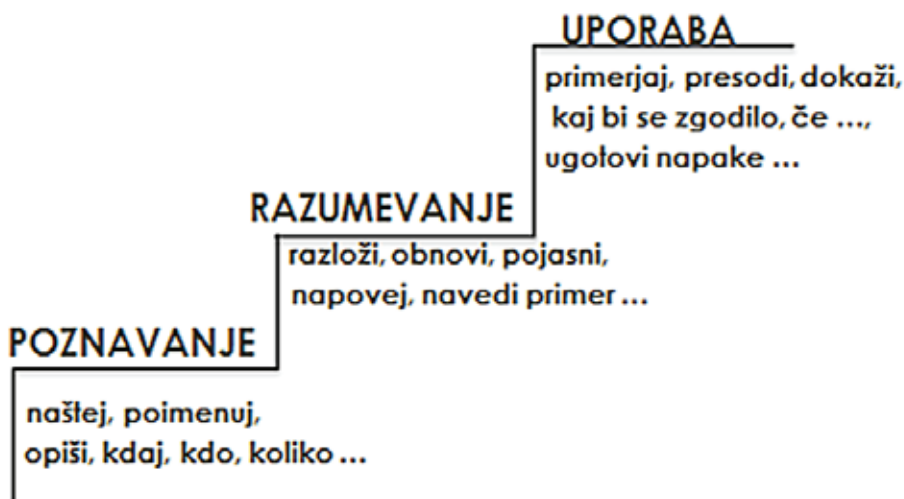 UPORABA
primerjaj, presodi, dokaži,
kaj bi se zgodilo, če ...,
ugotovi napake ...
RAZUMEVANJE
razloži, obnovi, pojasni,
napovej, navedi primer ...
POZNAVANJE
naštej, poimenuj,
opiši, kdaj, kdo, koliko ...